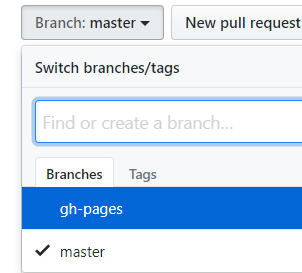 Branch: master New pull request
Switch branches/tags
Find or create a branch...
Branches Tags
gh-pages
master